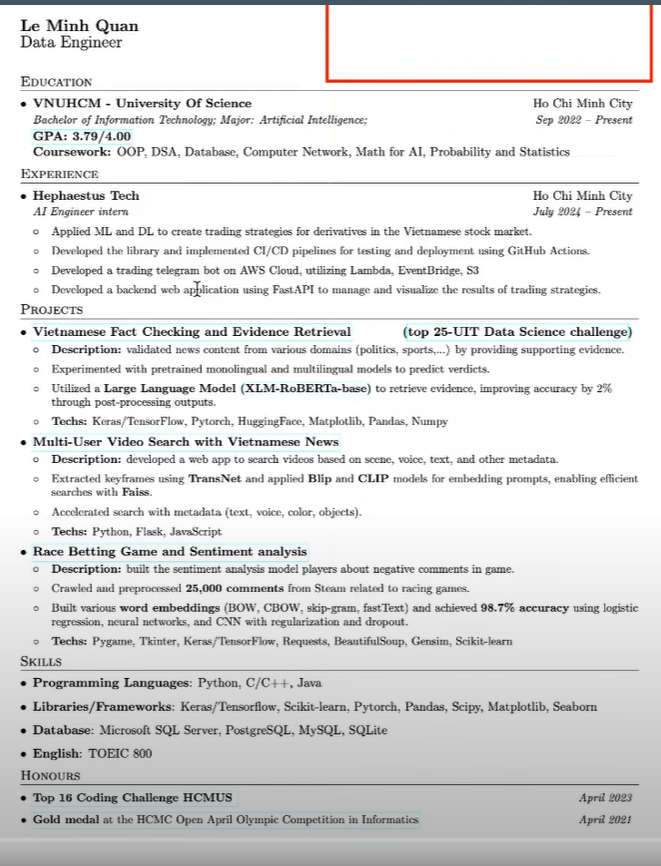 Le Minh Quan
Data Engineer
EDUCATION
• VNUHCM - University Of Science Ho Chi Minh City
Bachelor of Information Technology; Major: Artificial Intelligence; Sep 2022 – Present
GPA: 3.79/4.00
Coursework: OOP, DSA, Database, Computer Network, Math for AI, Probability and Statistics
EXPERIENCE
• Hephaestus Tech Ho Chi Minh City
AI Engineer intern July 2024 – Present
◦ Applied ML and DL to create trading strategies for derivatives in the Vietnamese stock market.
◦ Developed the library and implemented CI/CD pipelines for testing and deployment using GitHub Actions.
◦ Developed a trading telegram bot on AWS Cloud, utilizing Lambda, EventBridge, S3
◦ Developed a backend web application using FastAPI to manage and visualize the results of trading strategies.
PROJECTS
• Vietnamese Fact Checking and Evidence Retrieval (top 25-UIT Data Science challenge)
◦ Description: validated news content from various domains (politics, sports,...) by providing supporting evidence.
◦ Experimented with pretrained monolingual and multilingual models to predict verdicts.
◦ Utilized a Large Language Model (XLM-RoBERTa-base) to retrieve evidence, improving accuracy by 2%
through post-processing outputs.
◦ Techs: Keras/TensorFlow, Pytorch, HuggingFace, Matplotlib, Pandas, Numpy
• Multi-User Video Search with Vietnamese News
◦ Description: developed a web app to search videos based on scene, voice, text, and other metadata.
◦ Extracted keyframes using TransNet and applied Blip and CLIP models for embedding prompts, enabling efficient
searches with Faiss.
◦ Accelerated search with metadata (text, voice, color, objects).
◦ Techs: Python, Flask, JavaScript
• Race Betting Game and Sentiment analysis
◦ Description: built the sentiment analysis model players about negative comments in game.
◦ Crawled and preprocessed 25,000 comments from Steam related to racing games.
◦ Built various word embeddings (BOW, CBOW, skip-gram, fastText) and achieved 98.7% accuracy using logistic
regression, neural networks, and CNN with regularization and dropout.
◦ Techs: Pygame, Tkinter, Keras/TensorFlow, Requests, BeautifulSoup, Gensim, Scikit-learn
SKILLS
• Programming Languages: Python, C/C++, Java
• Libraries/Frameworks: Keras/Tensorflow, Scikit-learn, Pytorch, Pandas, Scipy, Matplotlib, Seaborn
• Database: Microsoft SQL Server, PostgreSQL, MySQL, SQLite
• English: TOEIC 800
HONOURS
• Top 16 Coding Challenge HCMUS April 2023
• Gold medal at the HCMC Open April Olympic Competition in Informatics April 2021